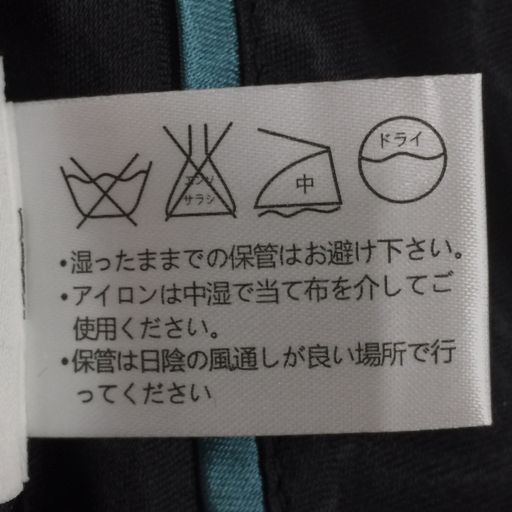 エンソ
サラシ
中
ドライ
・湿ったままでの保管はお避け下さい。
・アイロンは中湿で当て布を介してご
使用ください。
・保管は日陰の風通しが良い場所で行
ってください